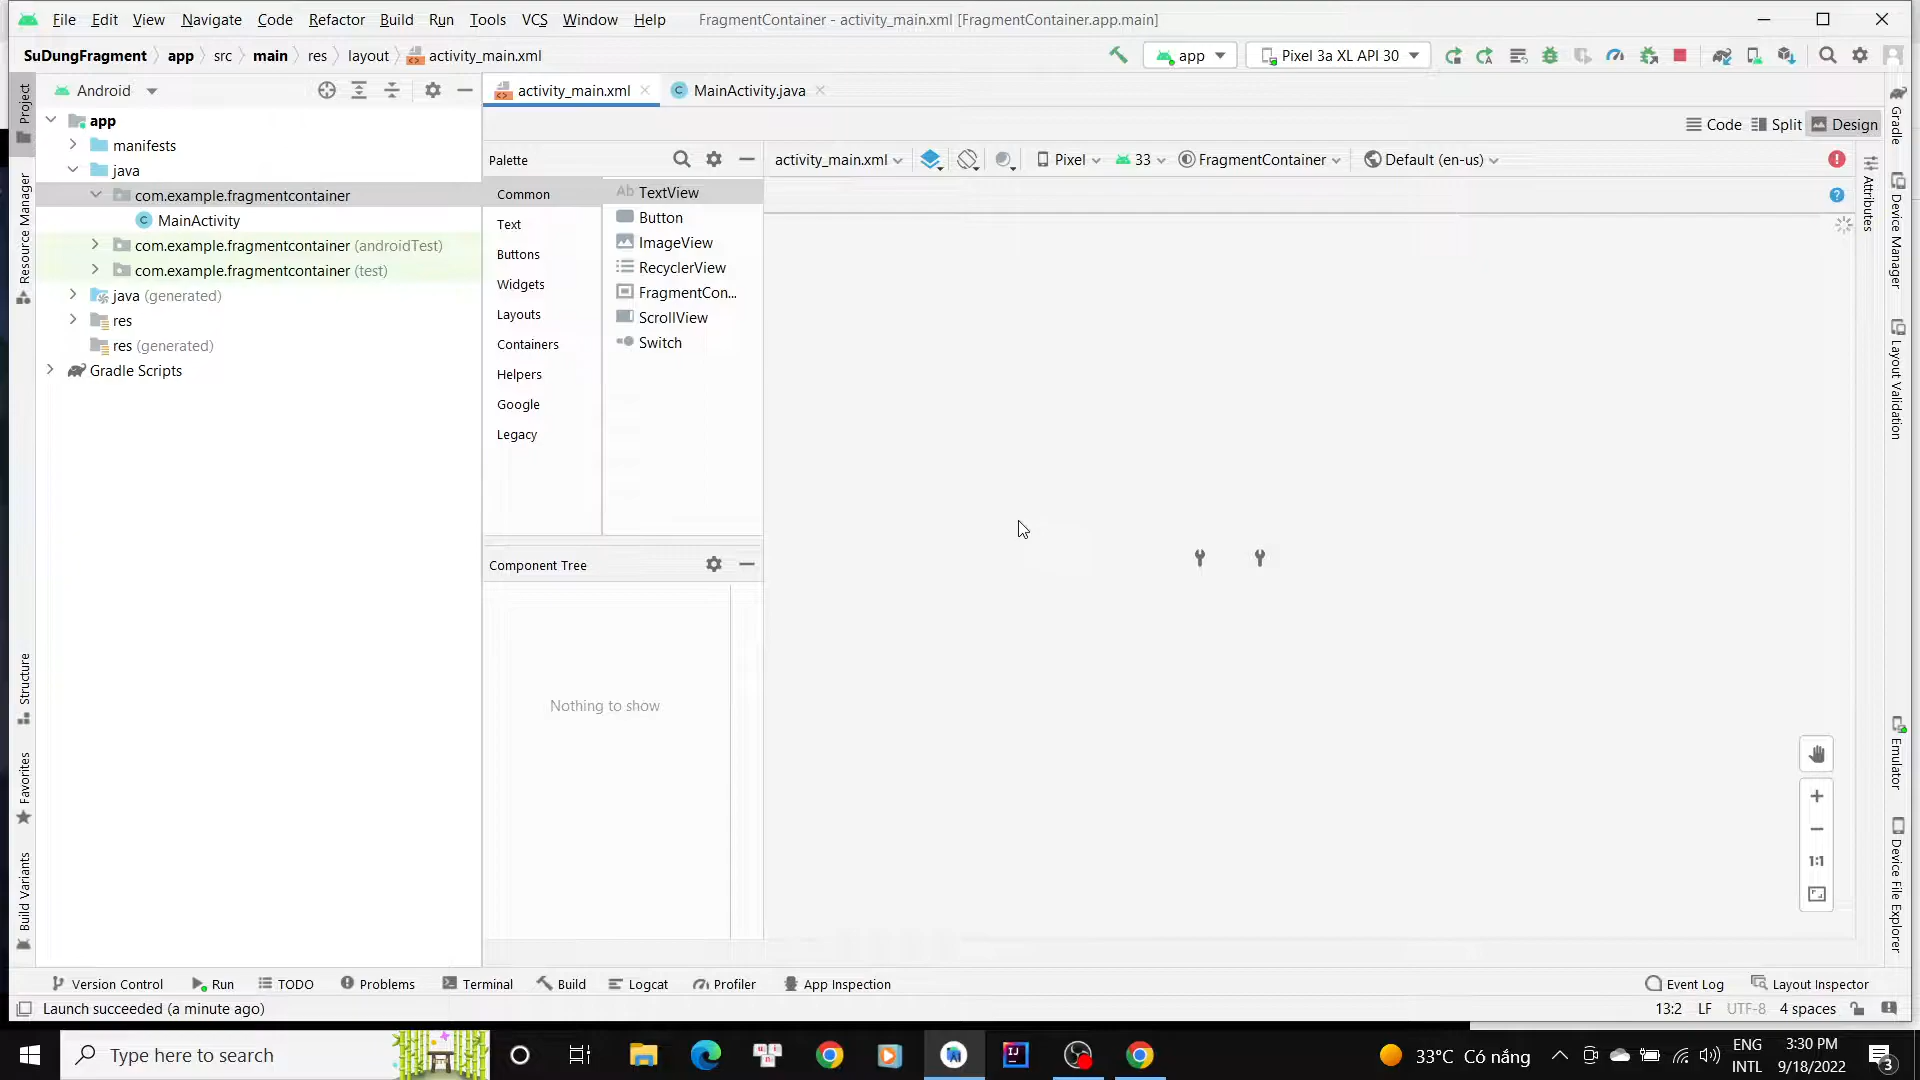 File Edit View Navigate Code Refactor Build Run Tools VCS Window Help FragmentContainer - activity_main.xml [FragmentContainer.app.main]
SuDungFragment app src main res layout activity_main.xml app Pixel 3a XL API 30
Project
Android
activity_main.xml MainActivity.java
app
manifests
java
com.example.fragmentcontainer
MainActivity
com.example.fragmentcontainer (androidTest)
com.example.fragmentcontainer (test)
java (generated)
res
res (generated)
Gradle Scripts
Code Split Design
Palette
activity_main.xml Pixel 33 FragmentContainer Default (en-us)
Common
Text
Buttons
Widgets
Layouts
Containers
Helpers
Google
Legacy
Ab TextView
Button
ImageView
RecyclerView
FragmentCon...
ScrollView
Switch
Component Tree
Nothing to show
1:1
Resource Manager
Structure
Favorites
Build Variants
Gradle
Attributes
Device Manager
Layout Validation
Emulator
Device File Explorer
Version Control Run TODO Problems Terminal Build Logcat Profiler App Inspection Event Log Layout Inspector
Launch succeeded (a minute ago) 13:2 LF UTF-8 4 spaces
Type here to search
33°C Có nắng
ENG
INTL
3:30 PM
9/18/2022
3